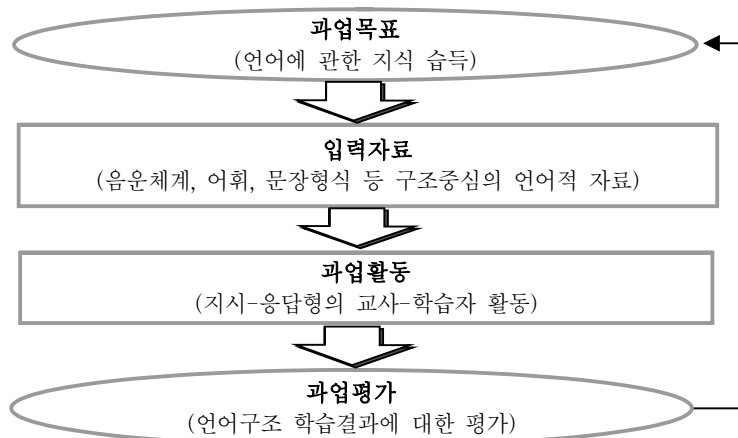 과업목표
(언어에 관한 지식 습득)
입력자료
(음운체계, 어휘, 문장형식 등 구조중심의 언어적 자료)
과업활동
(지시-응답형의 교사-학습자 활동)
과업평가
(언어구조 학습결과에 대한 평가)